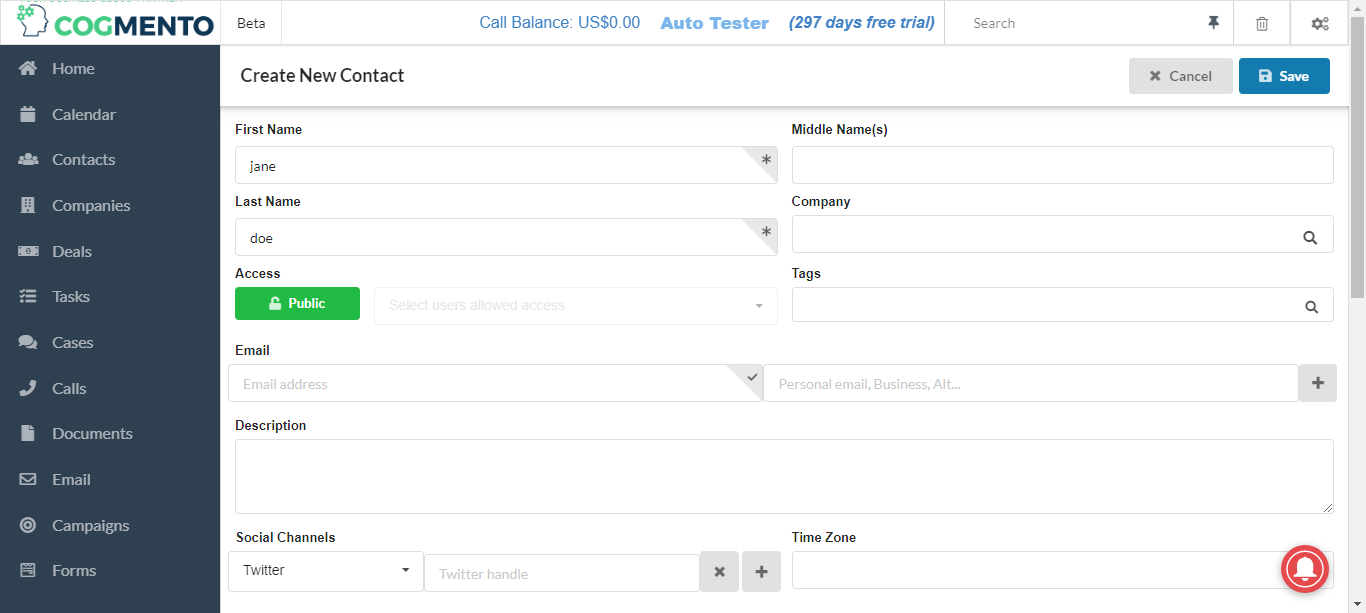 COGMENTO
Beta
Call Balance: US$0.00 Auto Tester (297 days free trial)
Search
Home
Calendar
Contacts
Companies
Deals
Tasks
Cases
Calls
Documents
Email
Campaigns
Forms
Create New Contact
Cancel
Save
First Name
Middle Name(s)
jane
*
Last Name
Company
doe
*
Access
Tags
Public
Select users allowed access
Email
Email address
Personal email, Business, Alt...
Description
Social Channels
Time Zone
Twitter
Twitter handle